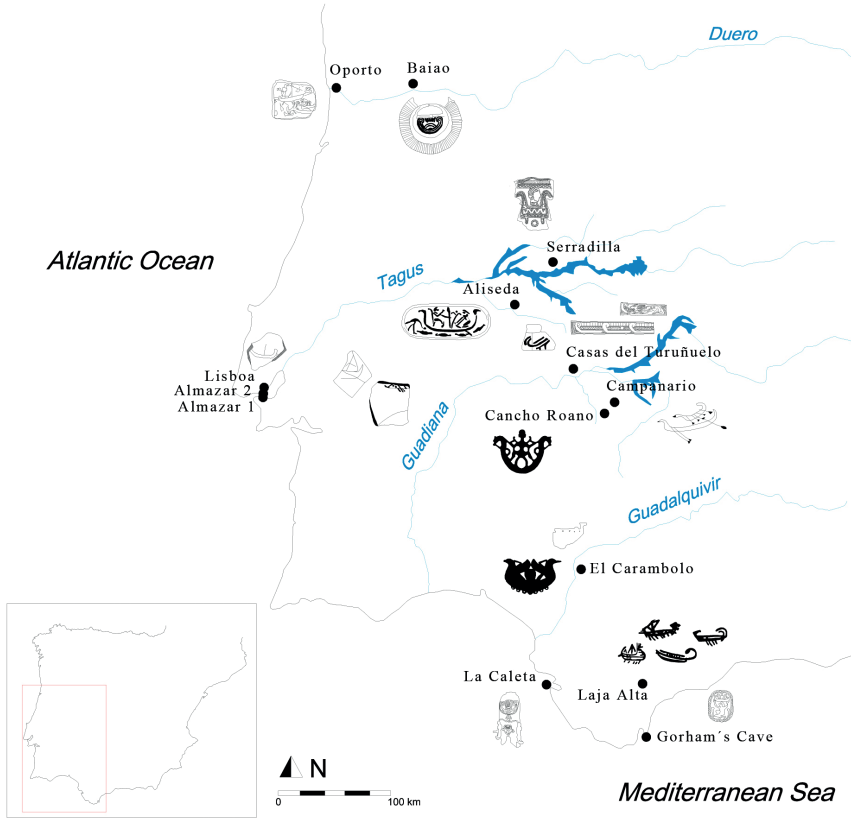 Duero
Oporto
Baiao
Atlantic Ocean
Serradilla
Tagus
Aliseda
Casas del Turuñuelo
Lisboa
Almazar 2
Almazar 1
Campanario
Cancho Roano
Guadiana
Guadalquivir
El Carambolo
La Caleta
Laja Alta
Gorham´s Cave
N
0
100 km
Mediterranean Sea